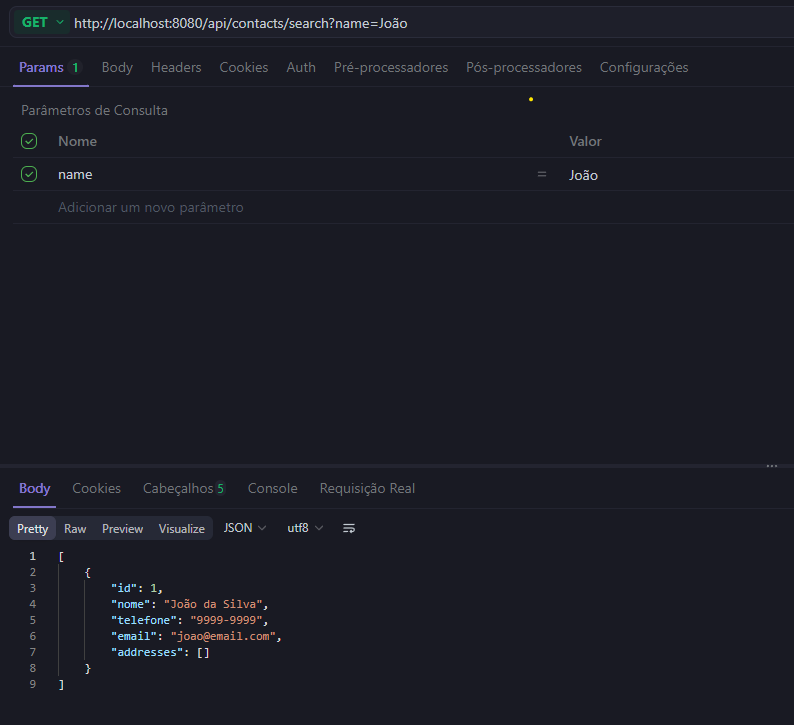 GET http://localhost:8080/api/contacts/search?name=João
Params 1 Body Headers Cookies Auth Pré-processadores Pós-processadores Configurações
Parâmetros de Consulta
Nome Valor
name = João
Adicionar um novo parâmetro
Body Cookies Cabeçalhos 5 Console Requisição Real
Pretty Raw Preview Visualize JSON utf8
1 [
2 {
3 "id": 1,
4 "nome": "João da Silva",
5 "telefone": "9999-9999",
6 "email": "joao@email.com",
7 "addresses": []
8 }
9 ]